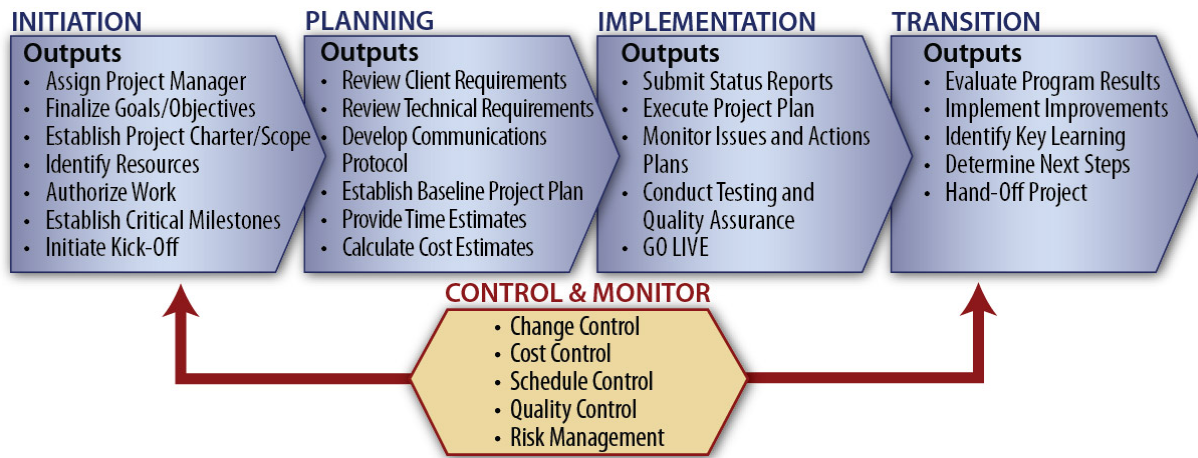 INITIATION
Outputs
• Assign Project Manager
• Finalize Goals/Objectives
• Establish Project Charter/Scope
• Identify Resources
• Authorize Work
• Establish Critical Milestones
• Initiate Kick-Off
PLANNING
Outputs
• Review Client Requirements
• Review Technical Requirements
• Develop Communications
Protocol
• Establish Baseline Project Plan
• Provide Time Estimates
• Calculate Cost Estimates
IMPLEMENTATION
Outputs
• Submit Status Reports
• Execute Project Plan
• Monitor Issues and Actions
Plans
• Conduct Testing and
Quality Assurance
• GO LIVE
TRANSITION
Outputs
• Evaluate Program Results
• Implement Improvements
• Identify Key Learning
• Determine Next Steps
• Hand-Off Project
CONTROL & MONITOR
• Change Control
• Cost Control
• Schedule Control
• Quality Control
• Risk Management